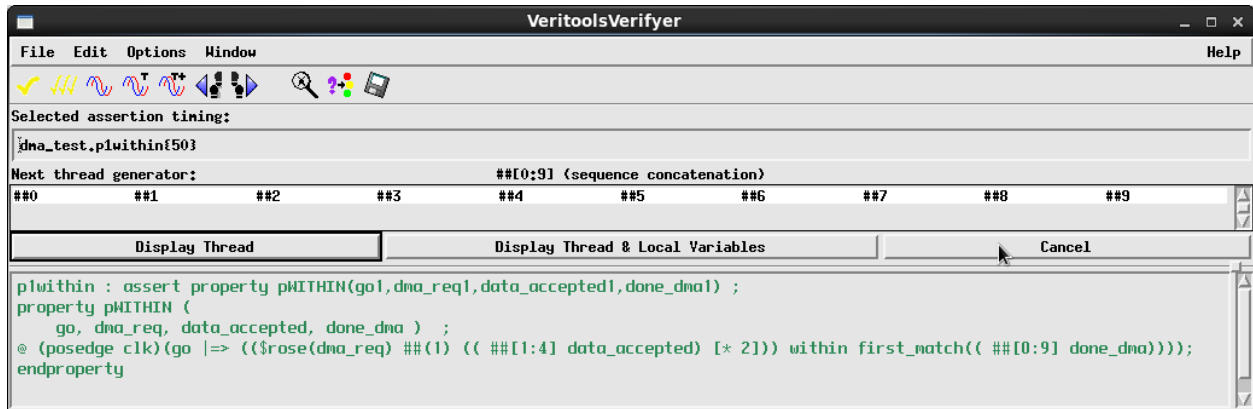 VeritoolsVerifyer
File Edit Options Window Help
Selected assertion timing:
dma_test.p1within{50}
Next thread generator: ##[0:9] (sequence concatenation)
##0 ##1 ##2 ##3 ##4 ##5 ##6 ##7 ##8 ##9
Display Thread Display Thread & Local Variables Cancel
p1within : assert property pWITHIN(go1,dma_req1,data_accepted1,done_dma1) ;
property pWITHIN (
go, dma_req, data_accepted, done_dma ) ;
@ (posedge clk)(go |=> (($rose(dma_req) ##(1) (( ##[1:4] data_accepted) [* 2])) within first_match(( ##[0:9] done_dma))));
endproperty